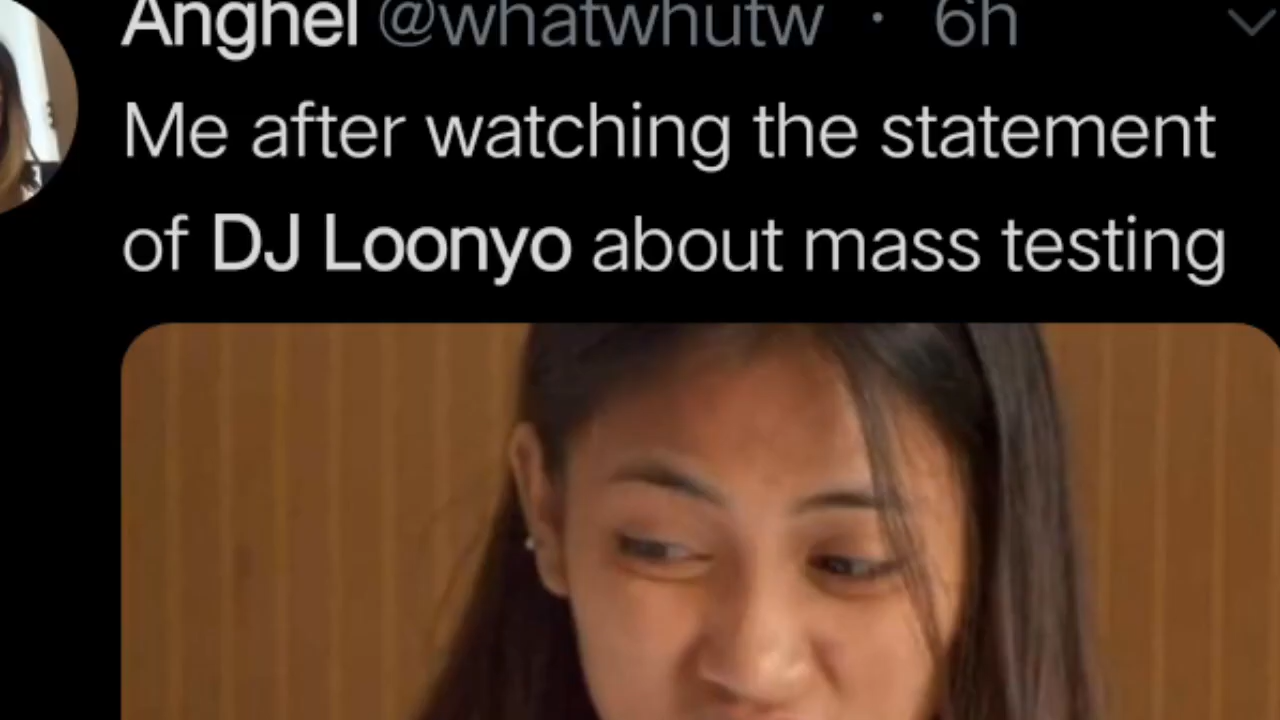 Anghel @whatwhutw · 6h
Me after watching the statement
of DJ Loonyo about mass testing